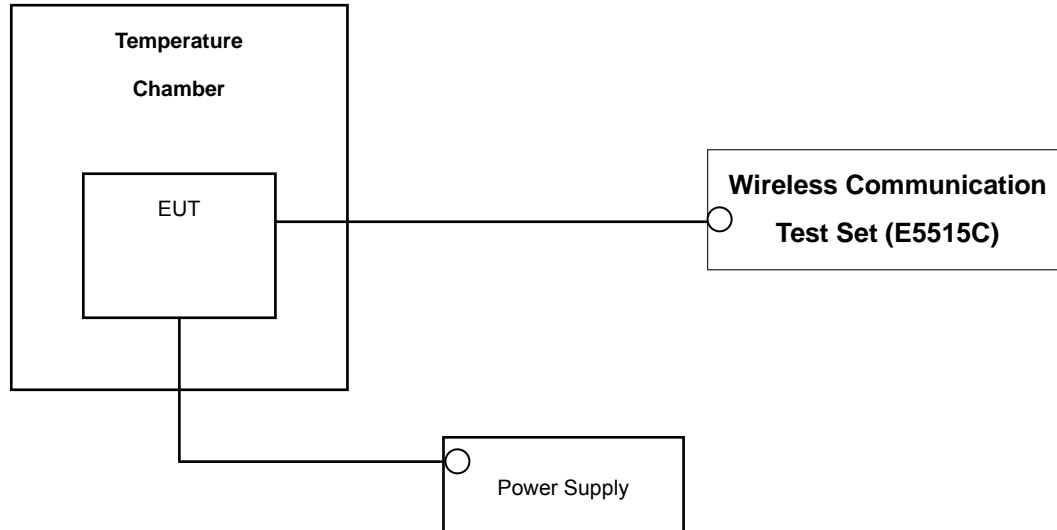 Temperature
Chamber
EUT
Wireless Communication
Test Set (E5515C)
Power Supply